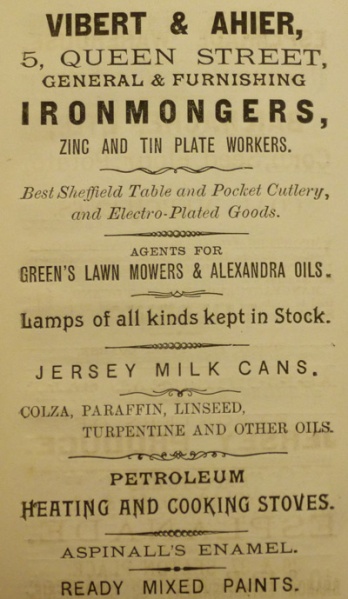 VIBERT & AHIER,
5, QUEEN STREET,
GENERAL & FURNISHING
IRONMONGERS,
ZINC AND TIN PLATE WORKERS.
Best Sheffield Table and Pocket Cutlery,
and Electro-Plated Goods.
AGENTS FOR
GREEN'S LAWN MOWERS & ALEXANDRA OILS.
Lamps of all kinds kept in Stock.
JERSEY MILK CANS.
COLZA, PARAFFIN, LINSEED,
TURPENTINE AND OTHER OILS.
PETROLEUM
HEATING AND COOKING STOVES.
ASPINALL'S ENAMEL.
READY MIXED PAINTS.